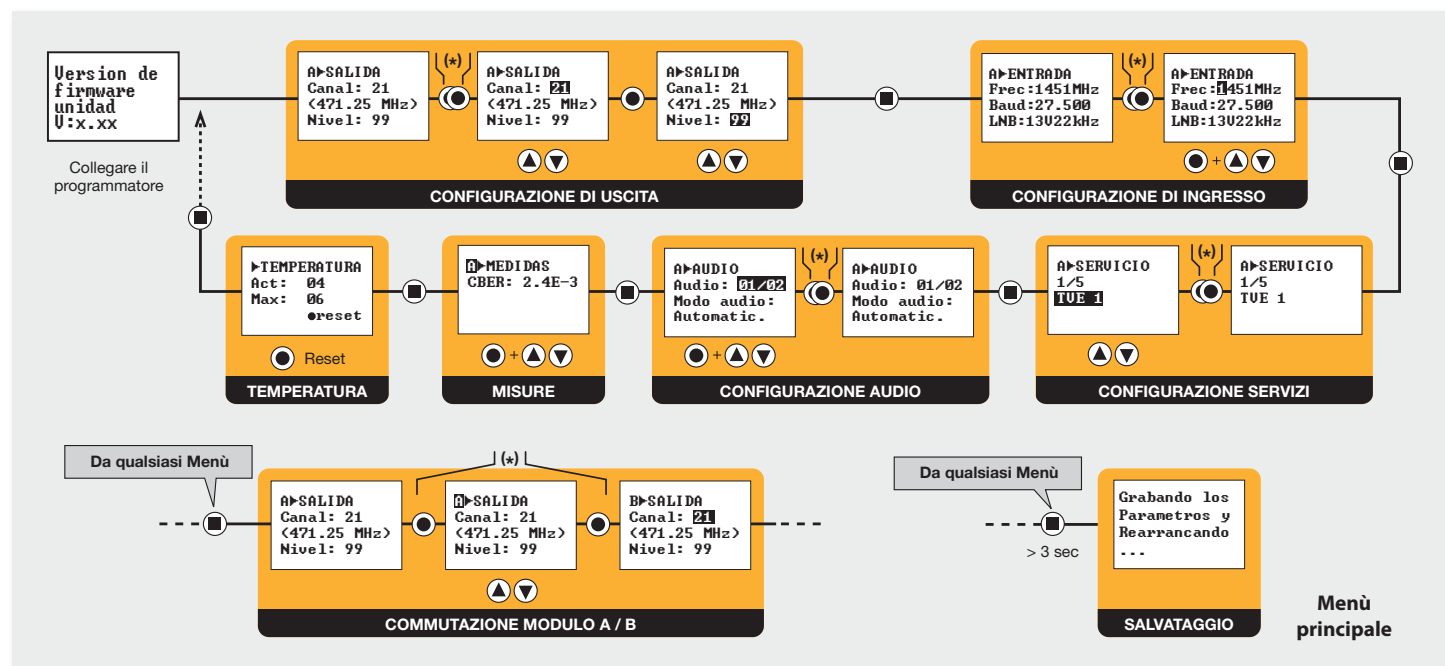 Version de
firmware
unidad
V:x.xx
Collegare il
programmatore
A▶SALIDA
Canal: 21
(471.25 MHz)
Nivel: 99
(*)
A▶SALIDA
Canal: 21
(471.25 MHz)
Nivel: 99
A▶SALIDA
Canal: 21
(471.25 MHz)
Nivel: 99
CONFIGURAZIONE DI USCITA
A▶ENTRADA
Frec:1451MHz
Baud:27.500
LNB:13V22kHz
(*)
A▶ENTRADA
Frec:1451MHz
Baud:27.500
LNB:13V22kHz
+
CONFIGURAZIONE DI INGRESSO
▶TEMPERATURA
Act: 04
Max: 06
●reset
Reset
TEMPERATURA
A▶MEDIDAS
CBER: 2.4E-3
+
MISURE
A▶AUDIO
Audio: 01/02
Modo audio:
Automatic.
(*)
A▶AUDIO
Audio: 01/02
Modo audio:
Automatic.
+
CONFIGURAZIONE AUDIO
A▶SERVICIO
1/5
TVE 1
(*)
A▶SERVICIO
1/5
TVE 1
CONFIGURAZIONE SERVIZI
Da qualsiasi Menù
A▶SALIDA
Canal: 21
(471.25 MHz)
Nivel: 99
(*)
A▶SALIDA
Canal: 21
(471.25 MHz)
Nivel: 99
B▶SALIDA
Canal: 21
(471.25 MHz)
Nivel: 99
COMMUTAZIONE MODULO A / B
Da qualsiasi Menù
> 3 sec
Grabando los
Parametros y
Rearrancando
...
SALVATAGGIO
Menù
principale